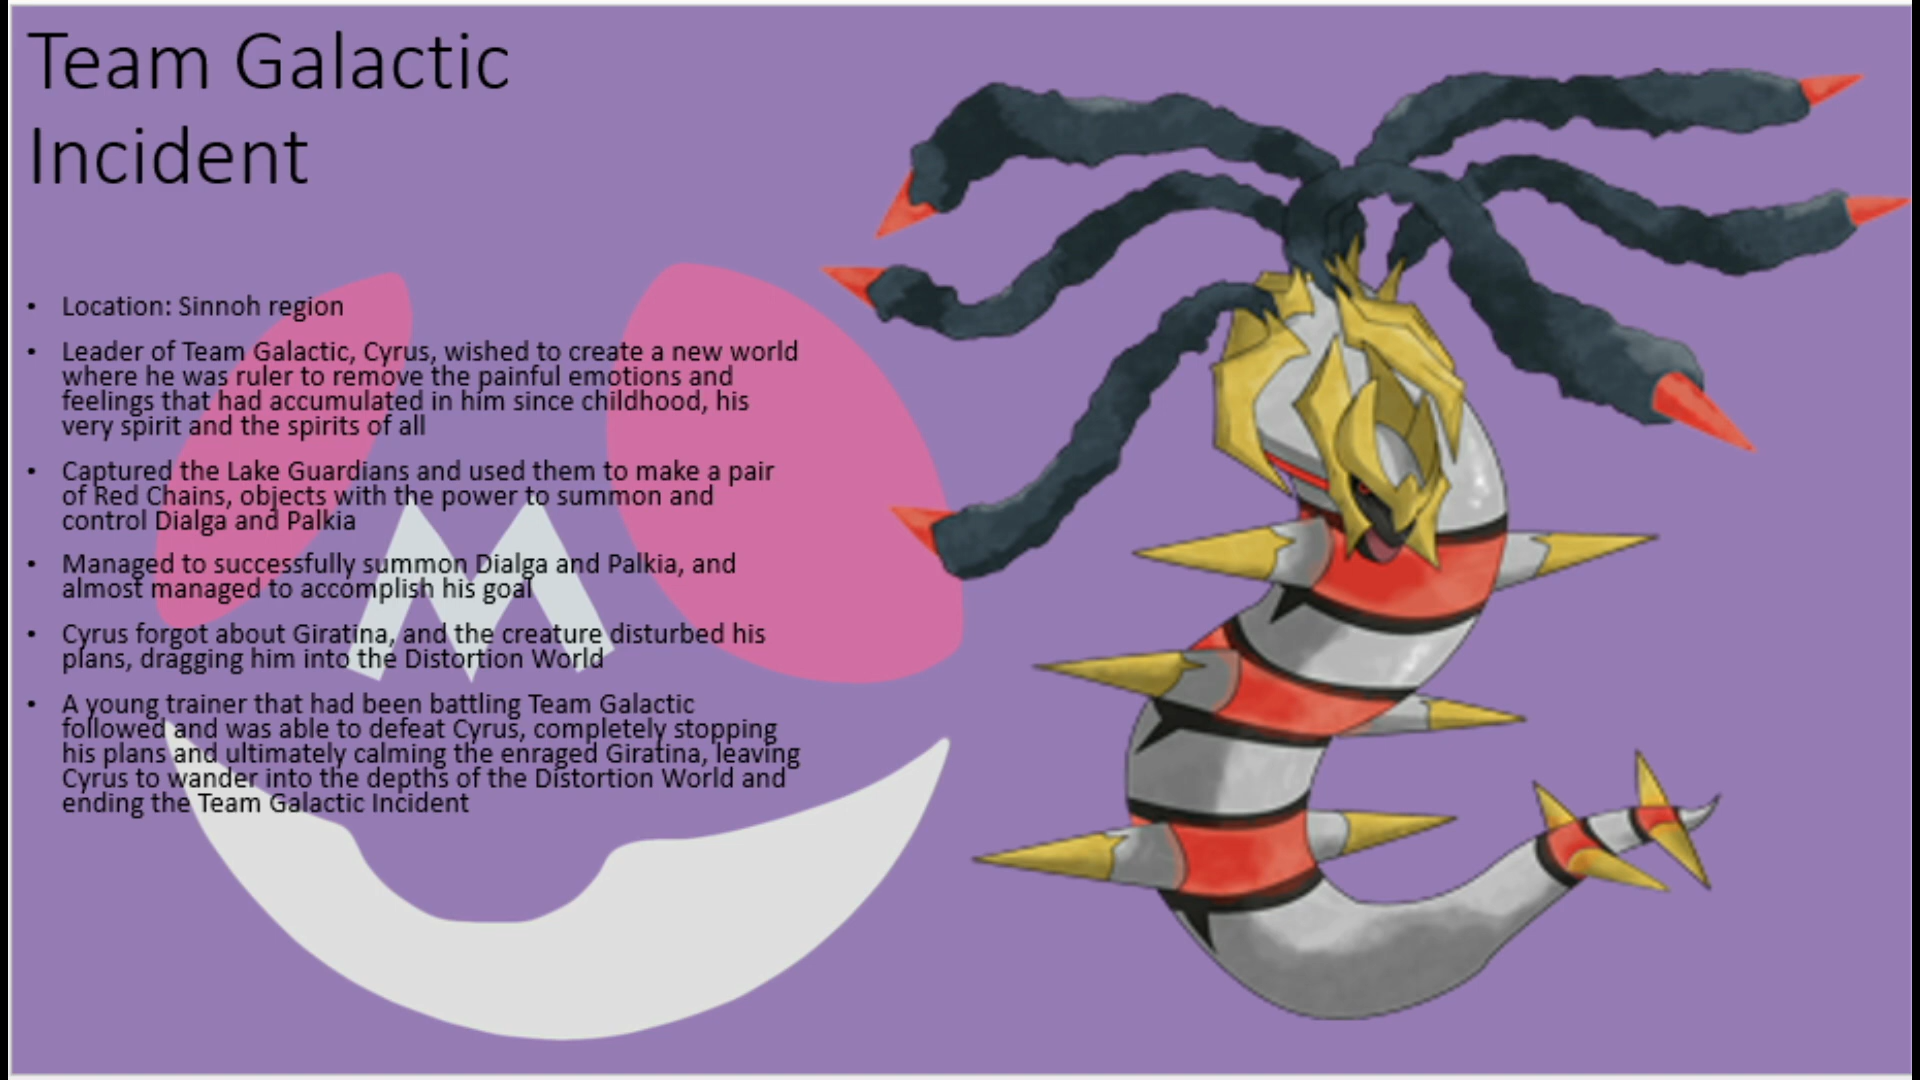 Team Galactic
Incident
• Location: Sinnoh region
• Leader of Team Galactic, Cyrus, wished to create a new world
where he was ruler to remove the painful emotions and
feelings that had accumulated in him since childhood, his
very spirit and the spirits of all
• Captured the Lake Guardians and used them to make a pair
of Red Chains, objects with the power to summon and
control Dialga and Palkia
• Managed to successfully summon Dialga and Palkia, and
almost managed to accomplish his goal
• Cyrus forgot about Giratina, and the creature disturbed his
plans, dragging him into the Distortion World
• A young trainer that had been battling Team Galactic
followed and was able to defeat Cyrus, completely stopping
his plans and ultimately calming the enraged Giratina, leaving
Cyrus to wander into the depths of the Distortion World and
ending the Team Galactic Incident
M